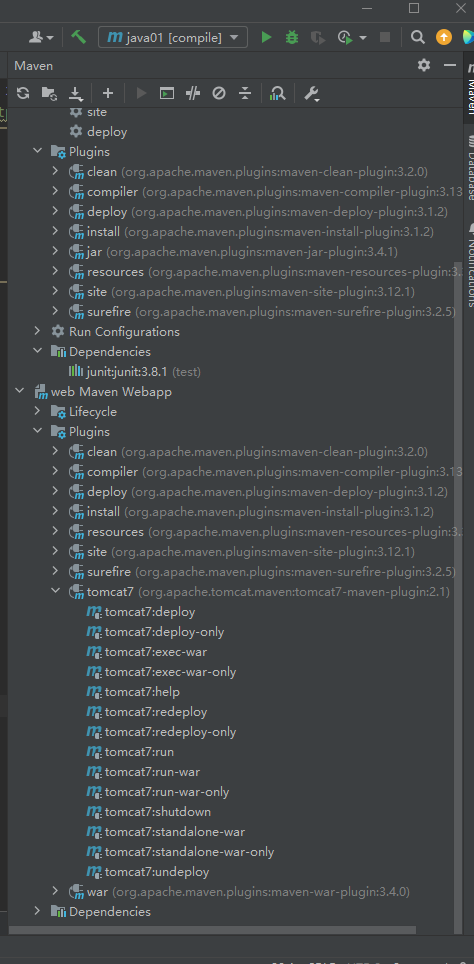 java01 [compile]
Maven
site
deploy
Plugins
clean (org.apache.maven.plugins:maven-clean-plugin:3.2.0)
compiler (org.apache.maven.plugins:maven-compiler-plugin:3.13
deploy (org.apache.maven.plugins:maven-deploy-plugin:3.1.2)
install (org.apache.maven.plugins:maven-install-plugin:3.1.2)
jar (org.apache.maven.plugins:maven-jar-plugin:3.4.1)
resources (org.apache.maven.plugins:maven-resources-plugin:3.
site (org.apache.maven.plugins:maven-site-plugin:3.12.1)
surefire (org.apache.maven.plugins:maven-surefire-plugin:3.2.5)
Run Configurations
Dependencies
junit:junit:3.8.1 (test)
web Maven Webapp
Lifecycle
Plugins
clean (org.apache.maven.plugins:maven-clean-plugin:3.2.0)
compiler (org.apache.maven.plugins:maven-compiler-plugin:3.13
deploy (org.apache.maven.plugins:maven-deploy-plugin:3.1.2)
install (org.apache.maven.plugins:maven-install-plugin:3.1.2)
resources (org.apache.maven.plugins:maven-resources-plugin:3.
site (org.apache.maven.plugins:maven-site-plugin:3.12.1)
surefire (org.apache.maven.plugins:maven-surefire-plugin:3.2.5)
tomcat7 (org.apache.tomcat.maven:tomcat7-maven-plugin:2.1)
tomcat7:deploy
tomcat7:deploy-only
tomcat7:exec-war
tomcat7:exec-war-only
tomcat7:help
tomcat7:redeploy
tomcat7:redeploy-only
tomcat7:run
tomcat7:run-war
tomcat7:run-war-only
tomcat7:shutdown
tomcat7:standalone-war
tomcat7:standalone-war-only
tomcat7:undeploy
war (org.apache.maven.plugins:maven-war-plugin:3.4.0)
Dependencies
Maven
Database
Notifications